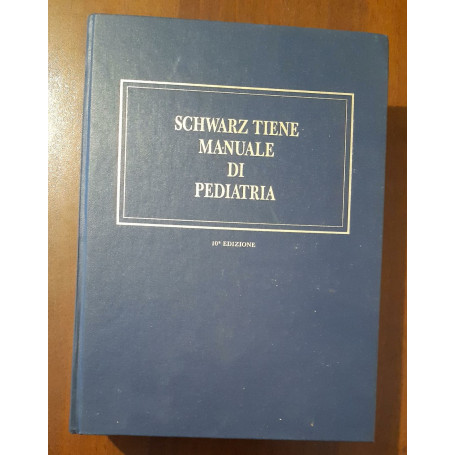 SCHWARZ TIENE
MANUALE
DI
PEDIATRIA
10ª EDIZIONE